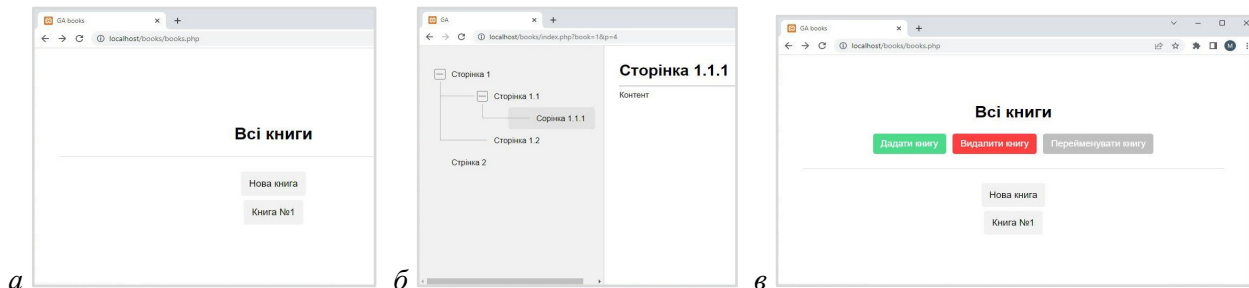 GA books
localhost/books/books.php
Всі книги
Нова книга
Книга №1
а
GA
localhost/books/index.php?book=1&p=4
Сторінка 1
Сторінка 1.1
Сорінка 1.1.1
Сторінка 1.2
Стрінка 2
Сторінка 1.1.1
Контент
б
GA books
localhost/books/books.php
M
Всі книги
Дадати книгу Видалити книгу Перейменувати книгу
Нова книга
Книга №1
в